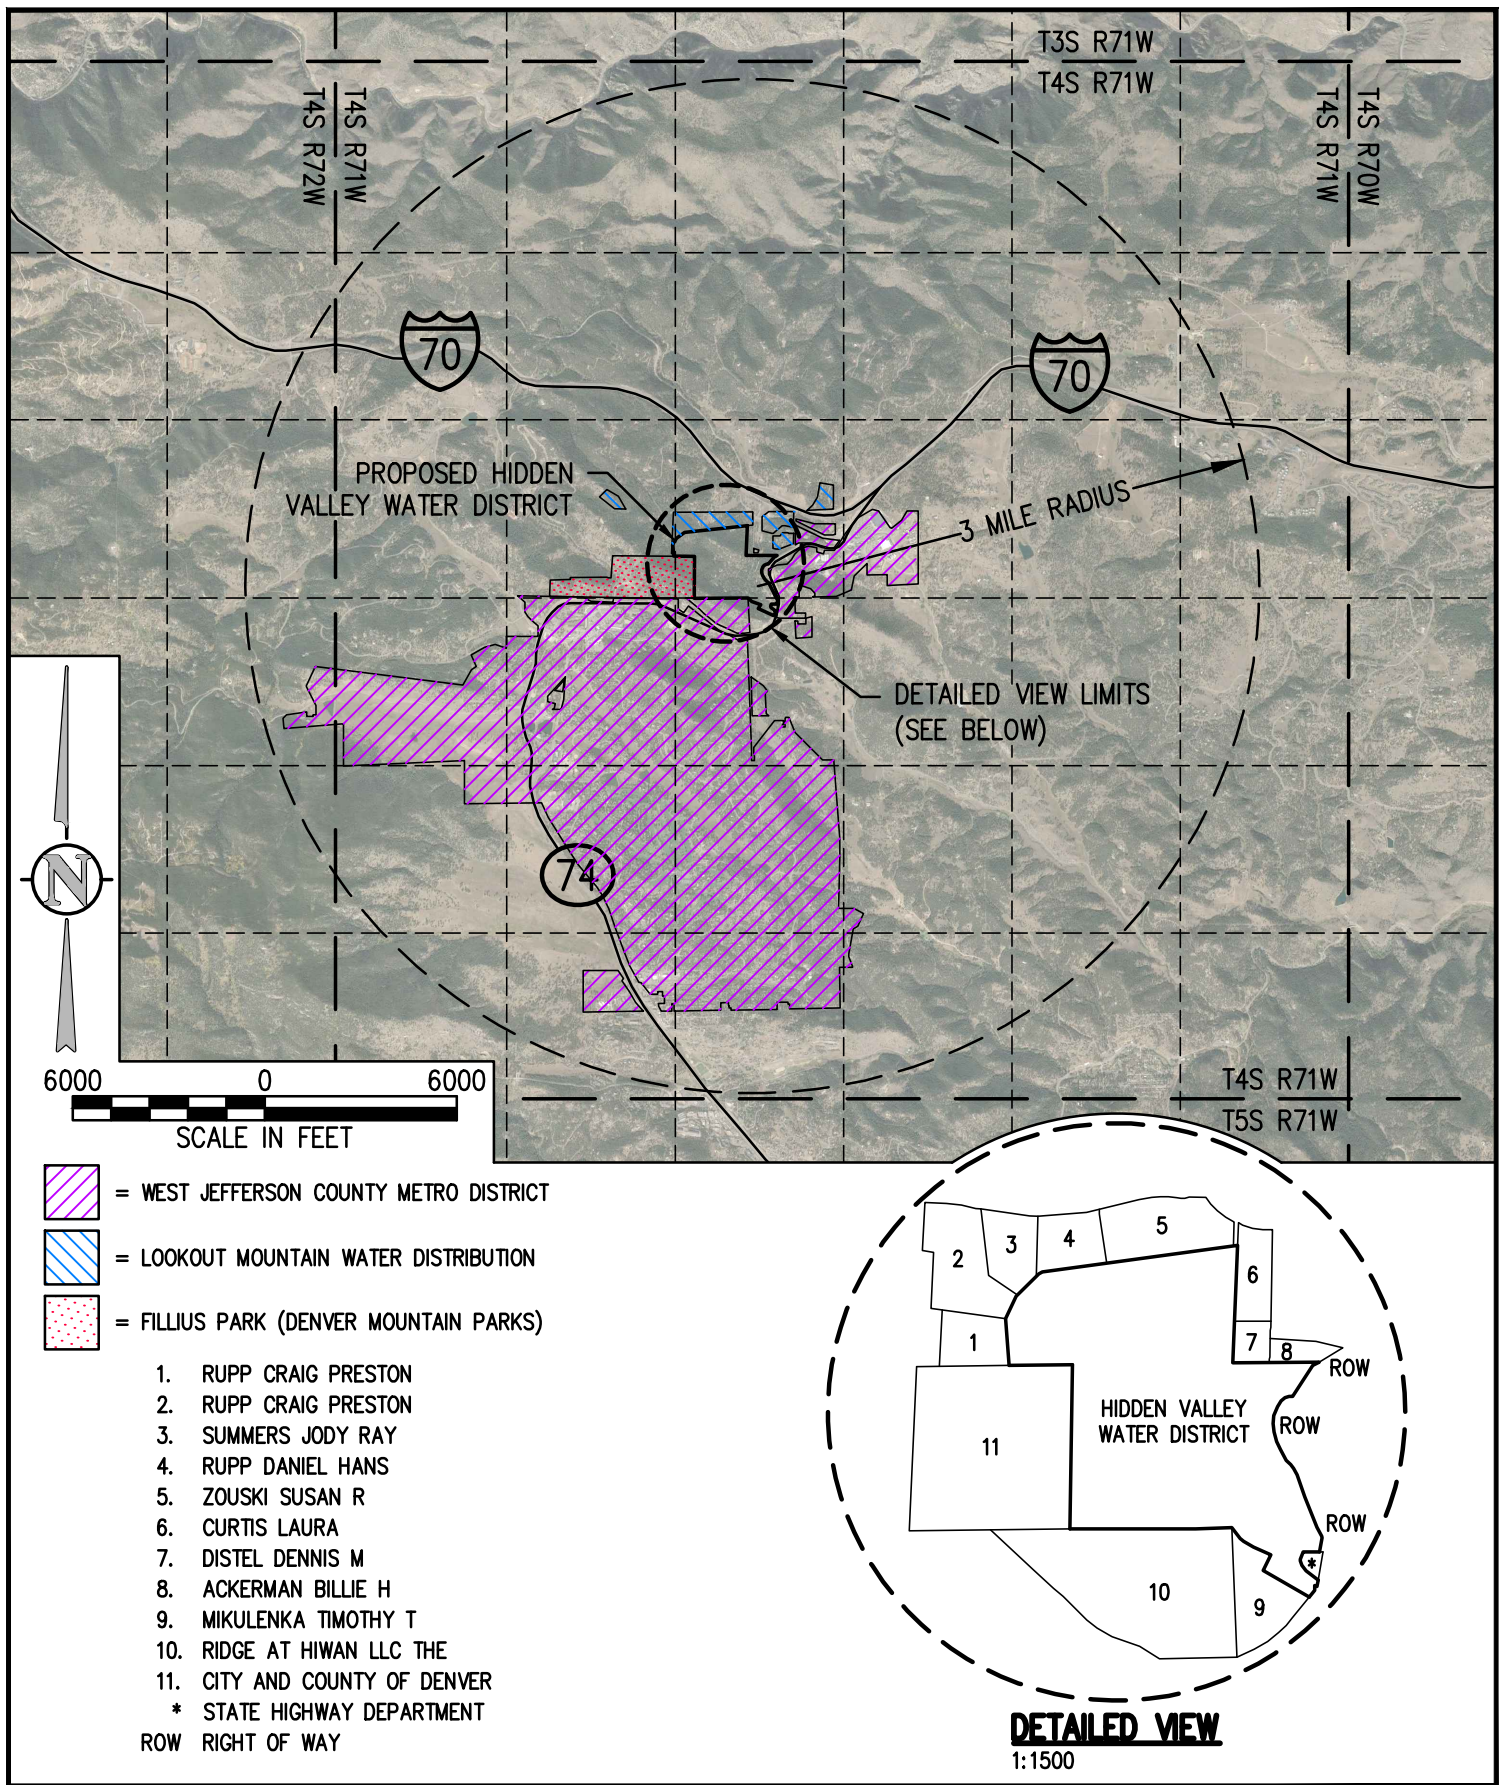 T3S R71W
T4S R71W
T4S R71W
T4S R72W
T4S R70W
T4S R71W
70
70
PROPOSED HIDDEN
VALLEY WATER DISTRICT
3 MILE RADIUS
DETAILED VIEW LIMITS
(SEE BELOW)
74
N
T4S R71W
T5S R71W
6000 0 6000
SCALE IN FEET
= WEST JEFFERSON COUNTY METRO DISTRICT
= LOOKOUT MOUNTAIN WATER DISTRIBUTION
= FILLIUS PARK (DENVER MOUNTAIN PARKS)
1. RUPP CRAIG PRESTON
2. RUPP CRAIG PRESTON
3. SUMMERS JODY RAY
4. RUPP DANIEL HANS
5. ZOUSKI SUSAN R
6. CURTIS LAURA
7. DISTEL DENNIS M
8. ACKERMAN BILLIE H
9. MIKULENKA TIMOTHY T
10. RIDGE AT HIWAN LLC THE
11. CITY AND COUNTY OF DENVER
* STATE HIGHWAY DEPARTMENT
ROW RIGHT OF WAY
5
4
3
2
6
1
7
8
ROW
HIDDEN VALLEY
WATER DISTRICT
ROW
11
ROW
*
10
9
DETAILED VIEW
1:1500